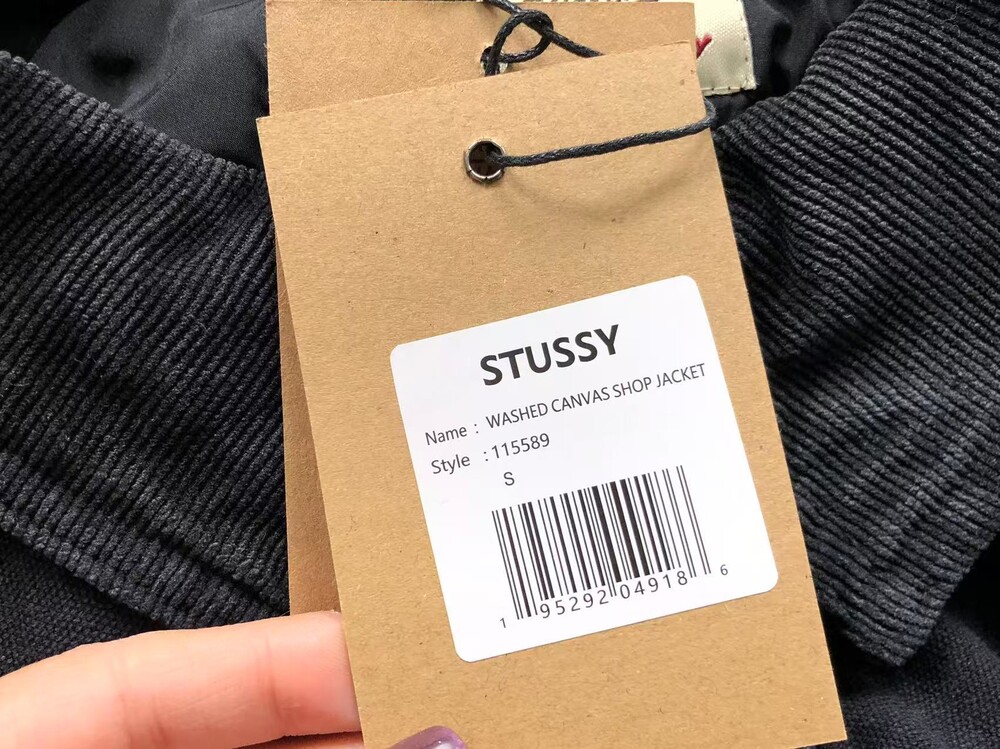 STUSSY
Name : WASHED CANVAS SHOP JACKET
Style : 115589
S
1 95292 04918 6